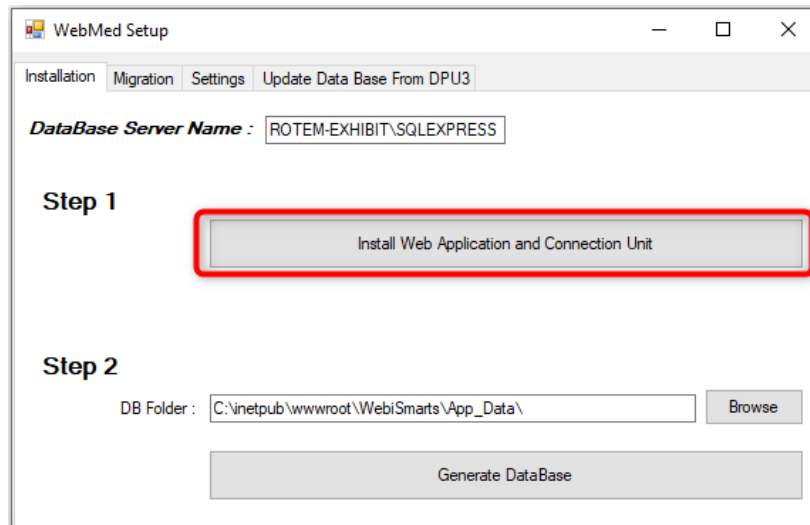 WebMed Setup
Installation Migration Settings Update Data Base From DPU3
DataBase Server Name : ROTEM-EXHIBIT\SQLEXPRESS
Step 1
Install Web Application and Connection Unit
Step 2
DB Folder : C:\inetpub\wwwroot\WebiSmarts\App_Data\ Browse
Generate DataBase